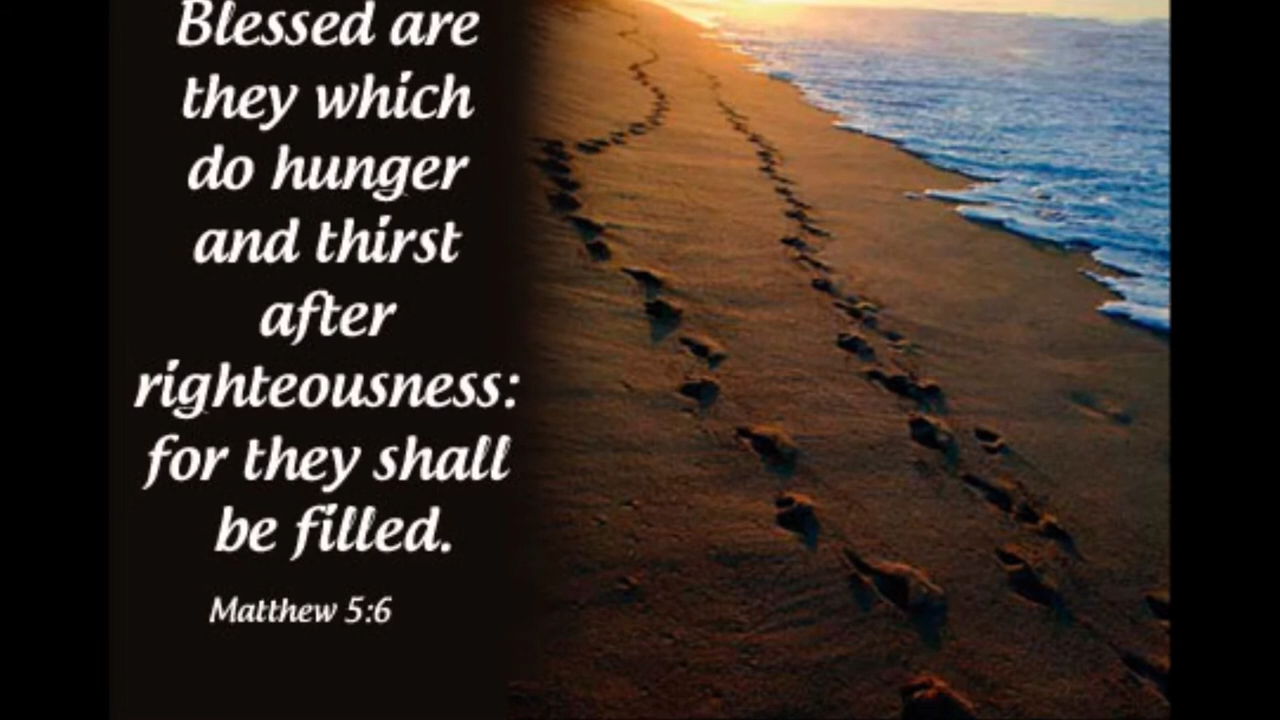 Blessed are
they which
do hunger
and thirst
after
righteousness:
for they shall
be filled.
Matthew 5:6